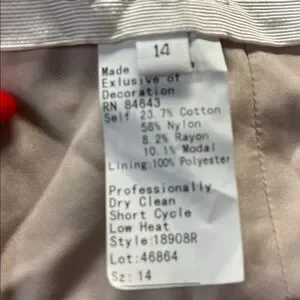 14
Made
Exlusive of
Decoration
RN 84643
Self 23.7% Cotton
58% Nylon
8.2% Rayon
10.1% Modal
Lining:100% Polyester
Professionally
Dry Clean
Short Cycle
Low Heat
Style:18908R
Lot:46864
Sz: 14